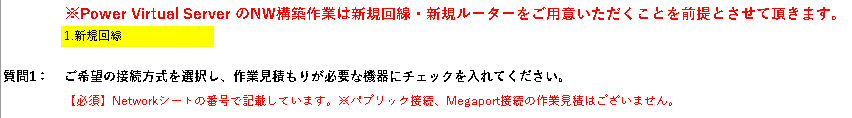 ※Power Virtual Server のNW構築作業は新規回線・新規ルーターをご用意いただくことを前提とさせて頂きます。
1.新規回線
質問1： ご希望の接続方式を選択し、作業見積もりが必要な機器にチェックを入れてください。
【必須】Networkシートの番号で記載しています。※パブリック接続、Megaport接続の作業見積はございません。